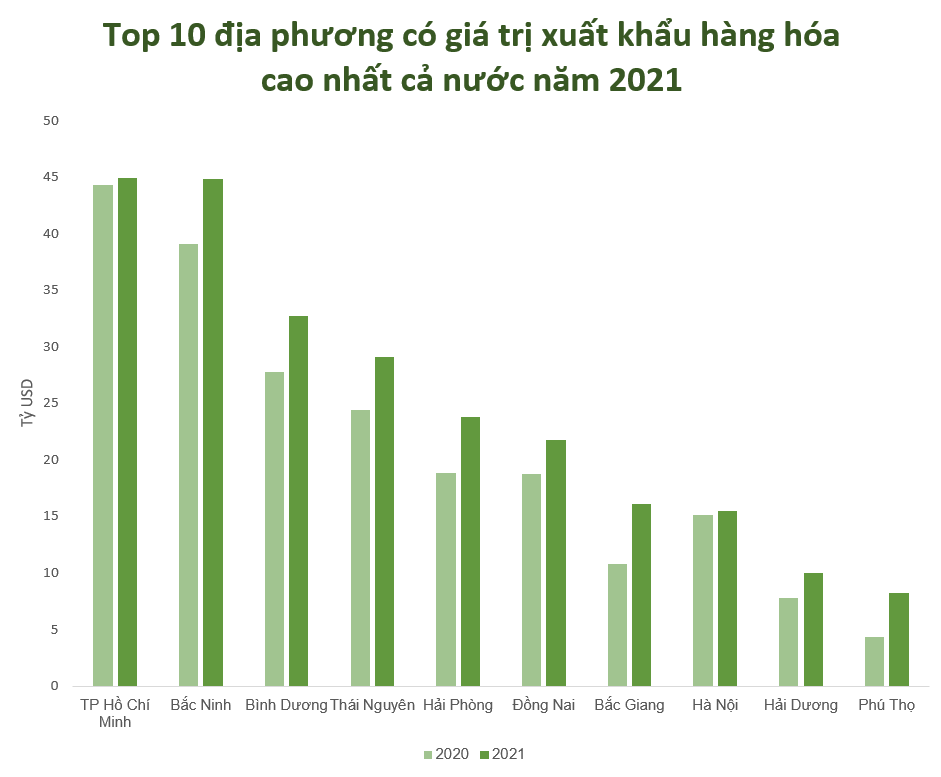 Top 10 địa phương có giá trị xuất khẩu hàng hóa
cao nhất cả nước năm 2021
50
45
40
35
30
25
20
15
10
5
0
Tỷ USD
TP Hồ Chí
Minh
Bắc Ninh
Bình Dương
Thái Nguyên
Hải Phòng
Đồng Nai
Bắc Giang
Hà Nội
Hải Dương
Phú Thọ
2020
2021